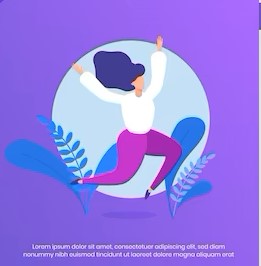 Lorem ipsum dolor sit amet, consectetuer adipiscing elit, sed diam
nonummy nibh euismod tincidunt ut laoreet dolore magna aliquam erat